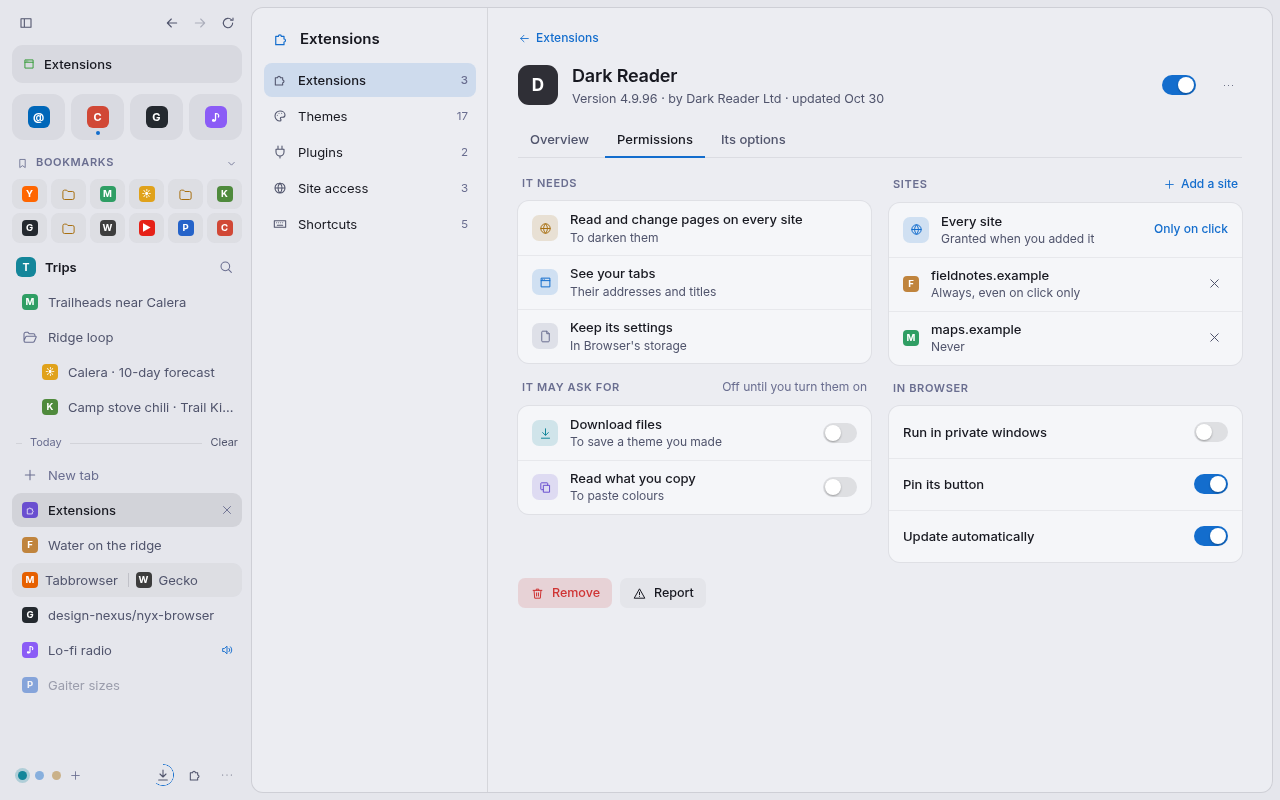 Extensions
@
C
G
BOOKMARKS
Y
M
K
G
W
P
C
T
Trips
M
Trailheads near Calera
Ridge loop
Calera · 10-day forecast
K
Camp stove chili · Trail Ki...
Today
Clear
New tab
Extensions
F
Water on the ridge
M
Tabbrowser
W
Gecko
G
design-nexus/nyx-browser
Lo-fi radio
P
Gaiter sizes
Extensions
Extensions
3
Themes
17
Plugins
2
Site access
3
Shortcuts
5
Extensions
D
Dark Reader
Version 4.9.96 · by Dark Reader Ltd · updated Oct 30
Overview
Permissions
Its options
IT NEEDS
Read and change pages on every site
To darken them
See your tabs
Their addresses and titles
Keep its settings
In Browser's storage
IT MAY ASK FOR
Off until you turn them on
Download files
To save a theme you made
Read what you copy
To paste colours
SITES
Add a site
Every site
Granted when you added it
Only on click
F
fieldnotes.example
Always, even on click only
M
maps.example
Never
IN BROWSER
Run in private windows
Pin its button
Update automatically
Remove
Report